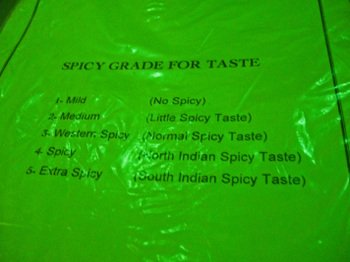 SPICY GRADE FOR TASTE
1- Mild (No Spicy)
2- Medium (Little Spicy Taste)
3- Western Spicy (Normal Spicy Taste)
4- Spicy (North Indian Spicy Taste)
5- Extra Spicy (South Indian Spicy Taste)